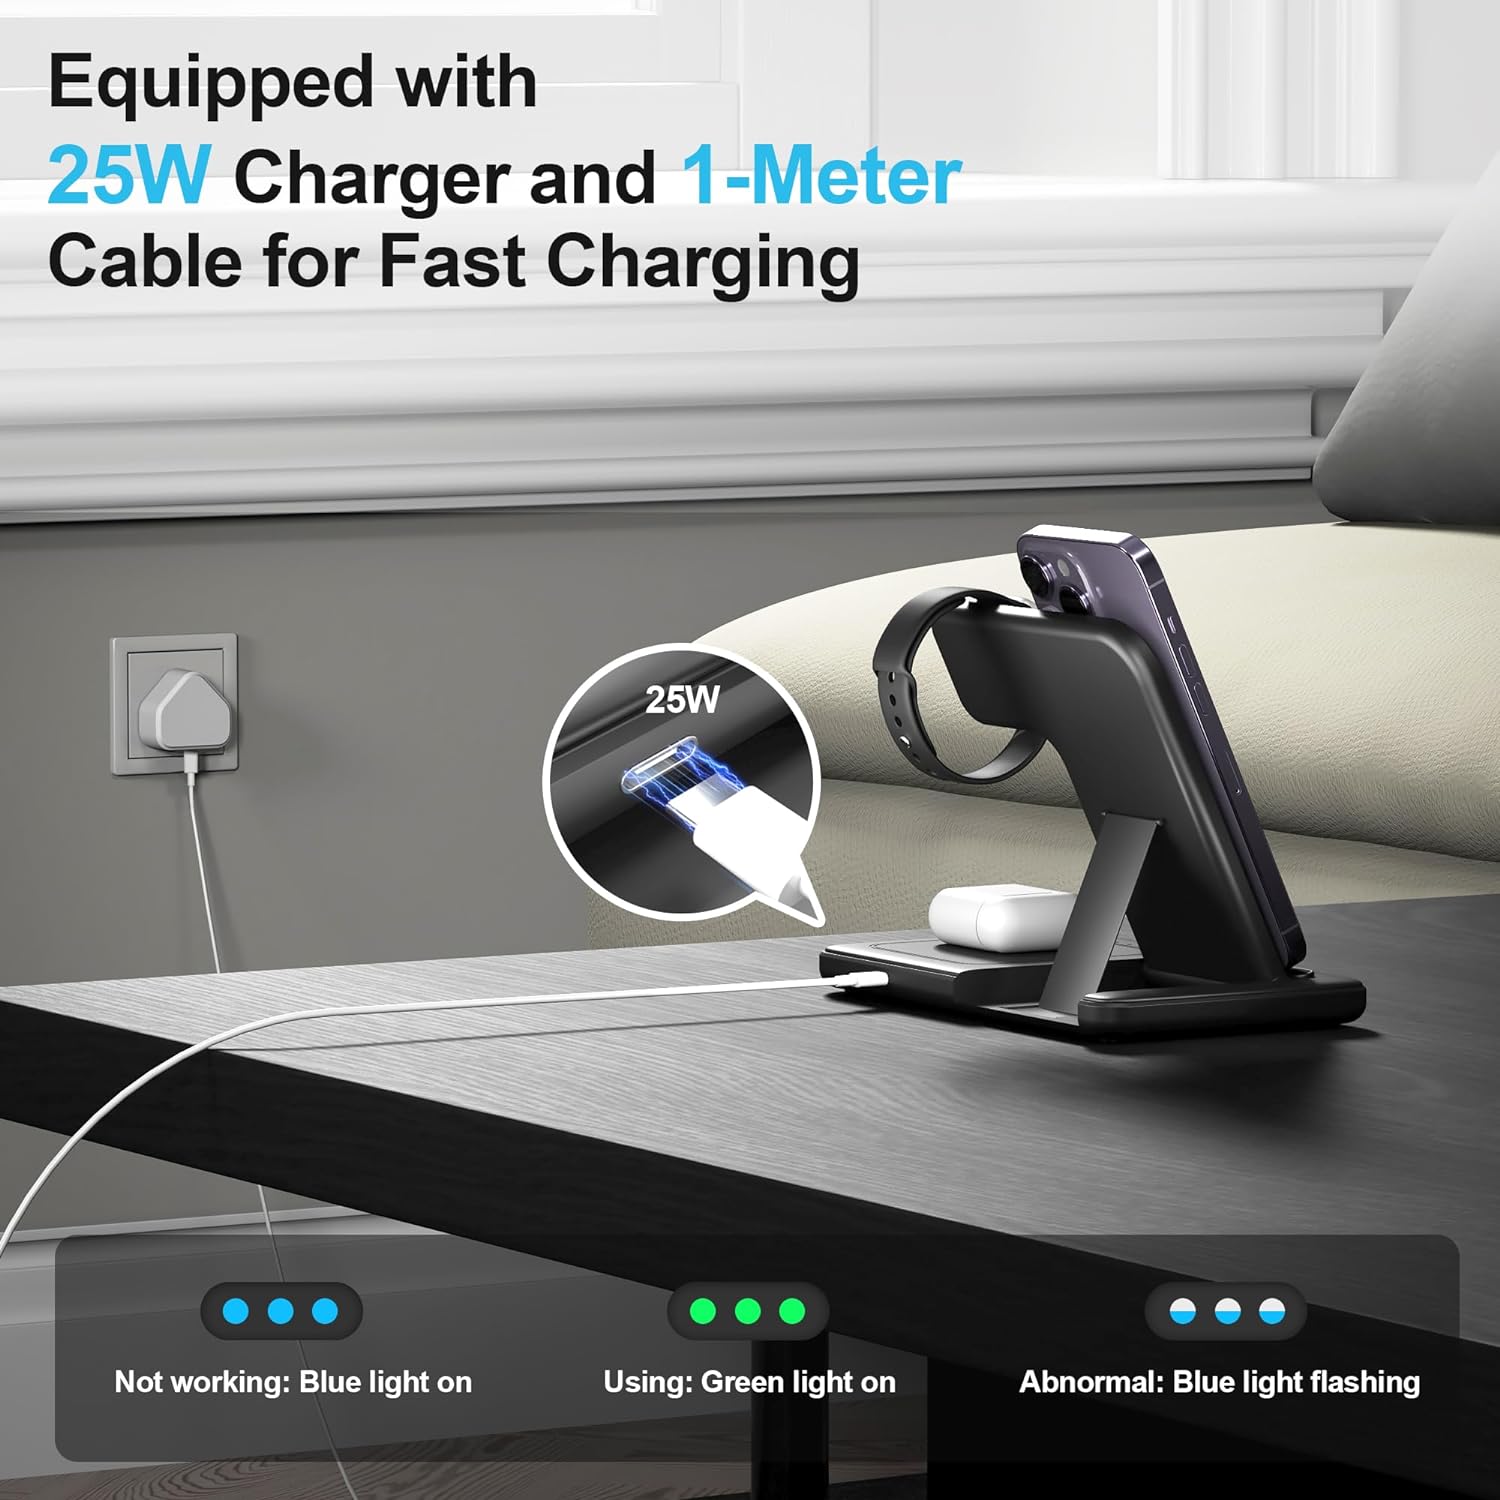 Equipped with
25W Charger and 1-Meter
Cable for Fast Charging
25W
Not working: Blue light on
Using: Green light on
Abnormal: Blue light flashing